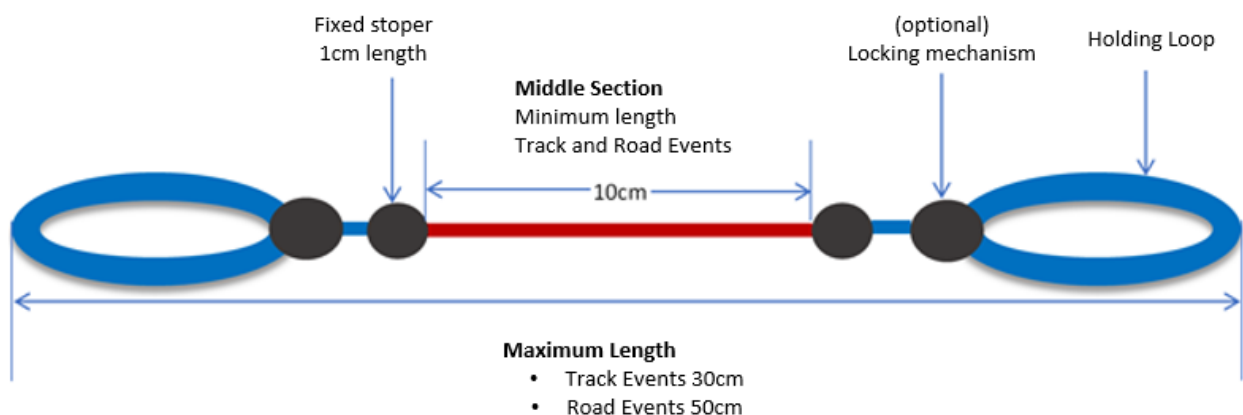 Fixed stoper
1cm length
(optional)
Locking mechanism
Holding Loop
Middle Section
Minimum length
Track and Road Events
10cm
Maximum Length
• Track Events 30cm
• Road Events 50cm